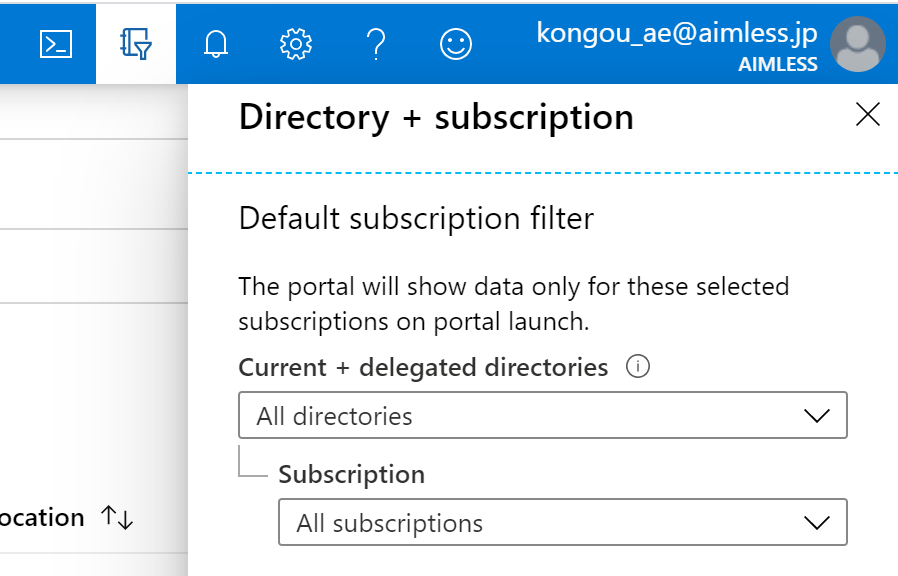 kongou_ae@aimless.jp
AIMLESS
Directory + subscription
Default subscription filter
The portal will show data only for these selected
subscriptions on portal launch.
Current + delegated directories
All directories
Subscription
All subscriptions
ocation